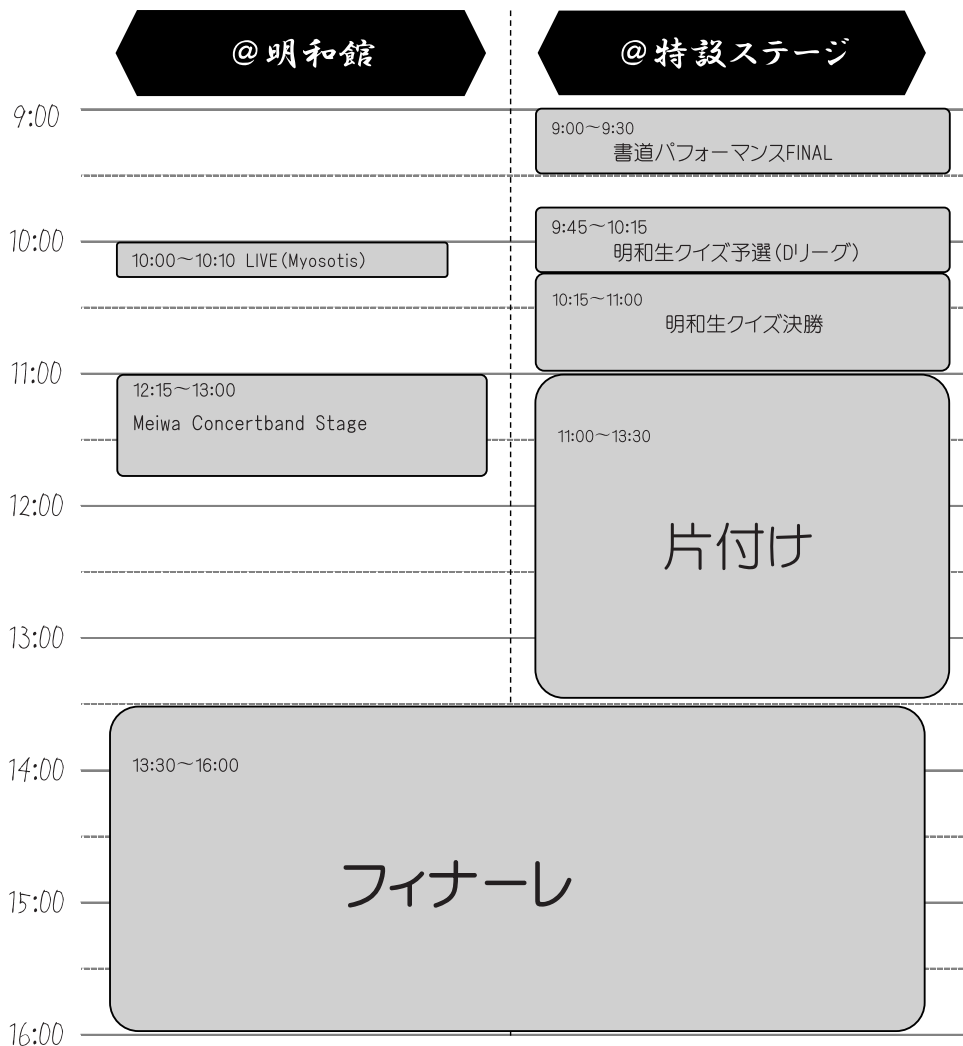 @明和館
@特設ステージ
9:00
9:00～9:30
書道パフォーマンスFINAL
9:45～10:15
明和生クイズ予選(Dリーグ)
10:00
10:00～10:10 LIVE(Myosotis)
10:15～11:00
明和生クイズ決勝
11:00
12:15～13:00
Meiwa Concertband Stage
11:00～13:30
片付け
12:00
13:00
13:30～16:00
フィナーレ
14:00
15:00
16:00